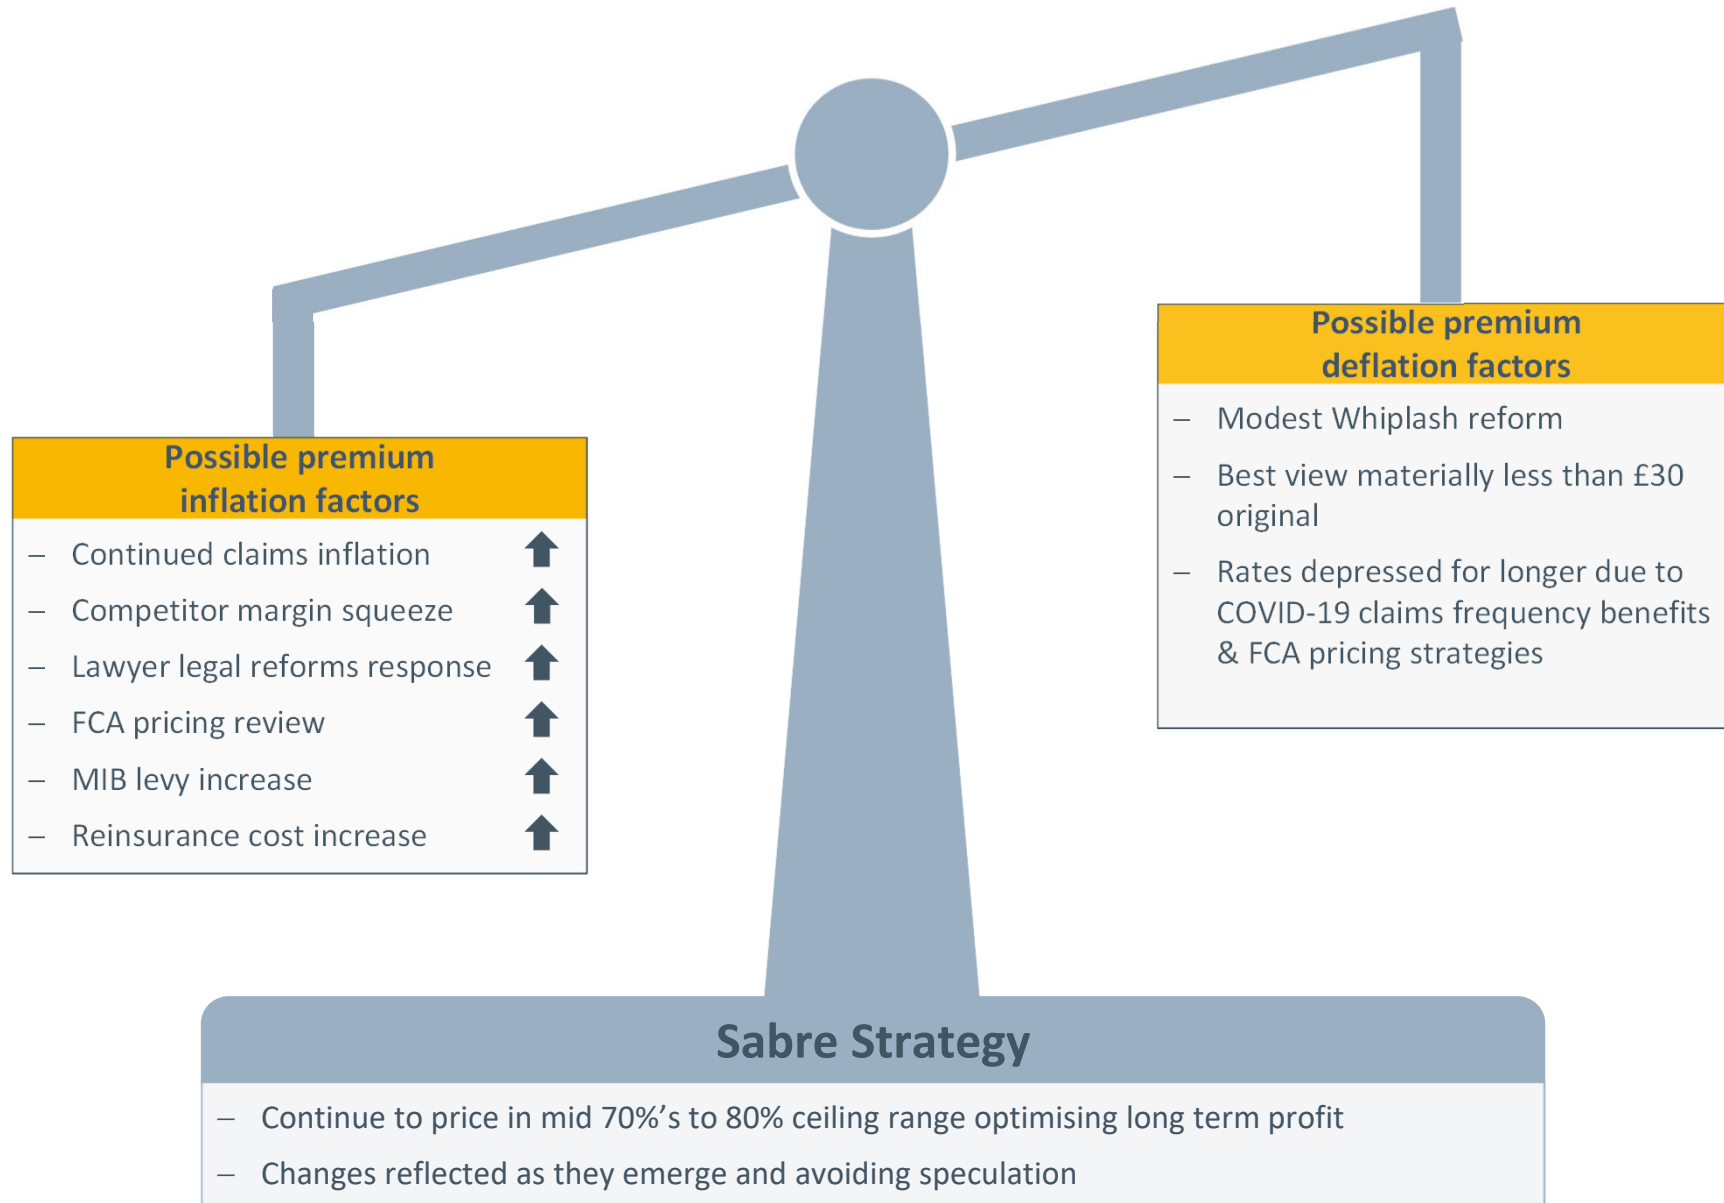 Possible premium
inflation factors
– Continued claims inflation
– Competitor margin squeeze
– Lawyer legal reforms response
– FCA pricing review
– MIB levy increase
– Reinsurance cost increase
Possible premium
deflation factors
– Modest Whiplash reform
– Best view materially less than £30
original
– Rates depressed for longer due to
COVID-19 claims frequency benefits
& FCA pricing strategies
Sabre Strategy
– Continue to price in mid 70%’s to 80% ceiling range optimising long term profit
– Changes reflected as they emerge and avoiding speculation